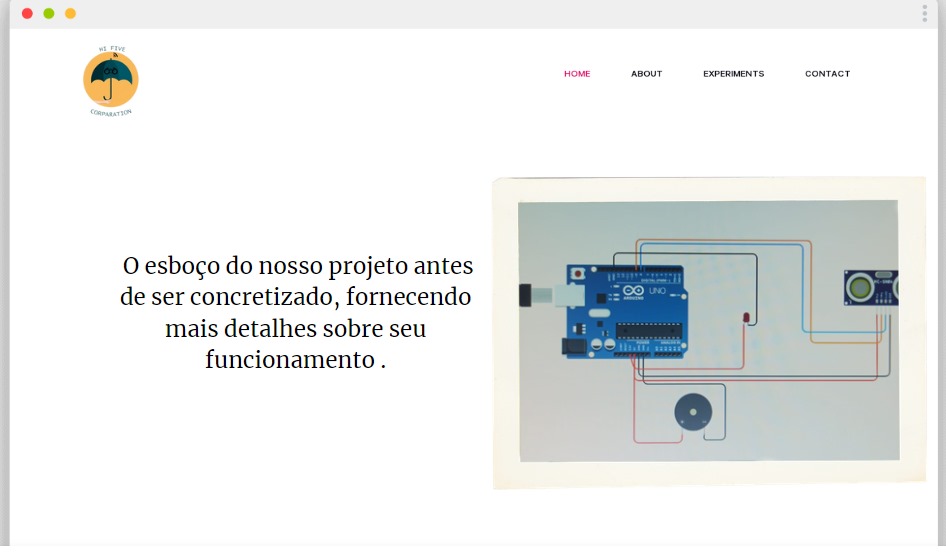 HI FIVE
CORPARATION
HOME
ABOUT
EXPERIMENTS
CONTACT
O esboço do nosso projeto antes
de ser concretizado, fornecendo
mais detalhes sobre seu
funcionamento .
UNO
ARDUINO